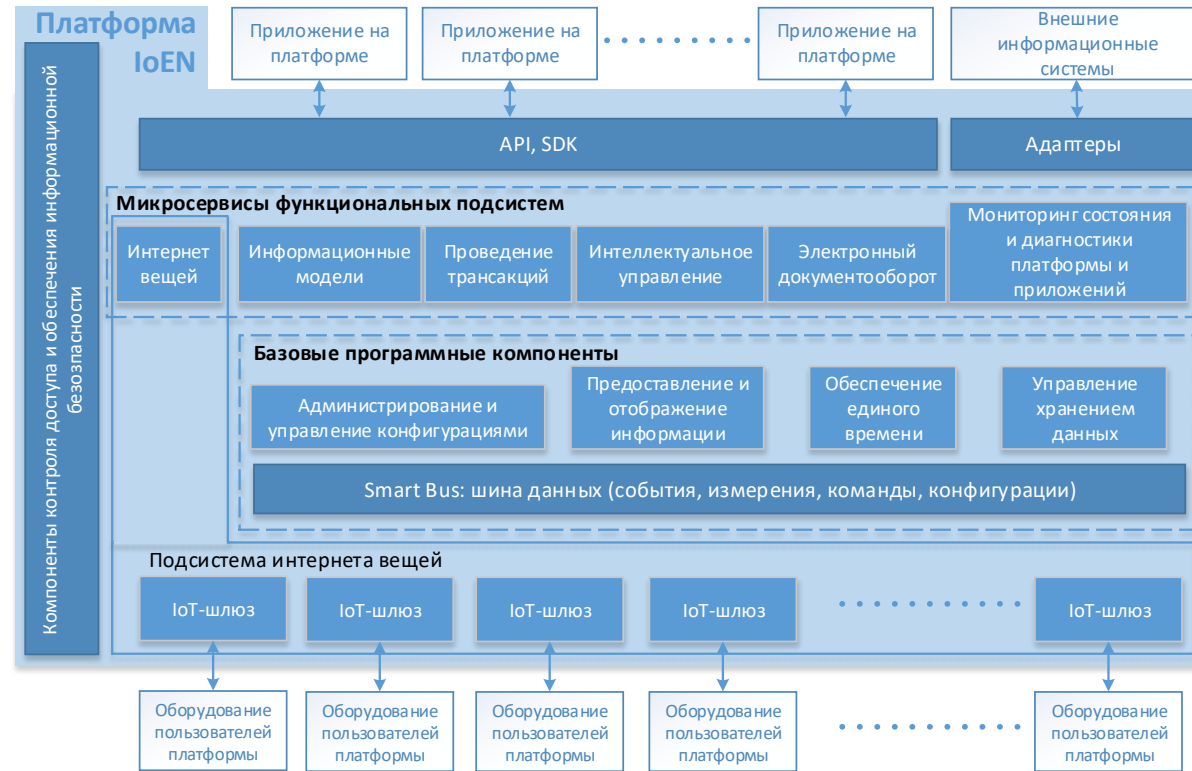 Платформа
IoEN
Компоненты контроля доступа и обеспечения информационной
безозпасности
Приложение на
платформе
Приложение на
платформе
Приложение на
платформе
Внешние
информационные
системы
API, SDK
Адаптеры
Микросервисы функциональных подсистем
Интернет
вещей
Информационные
модели
Проведение
трансакций
Интеллектуальное
управление
Электронный
документооборот
Мониторинг состояния
и диагностики
платформы и
приложений
Базовые программные компоненты
Администрирование и
управление конфигурациями
Предоставление и
отображение
информации
Обеспечение
единого
времени
Управление
хранением
данных
Smart Bus: шина данных (события, измерения, команды, конфигурации)
Подсистема интернета вещей
IoT-шлюз
IoT-шлюз
IoT-шлюз
IoT-шлюз
IoT-шлюз
Оборудование
пользователей
платформы
Оборудование
пользователей
платформы
Оборудование
пользователей
платформы
Оборудование
пользователей
платформы
Оборудование
пользователей
платформы